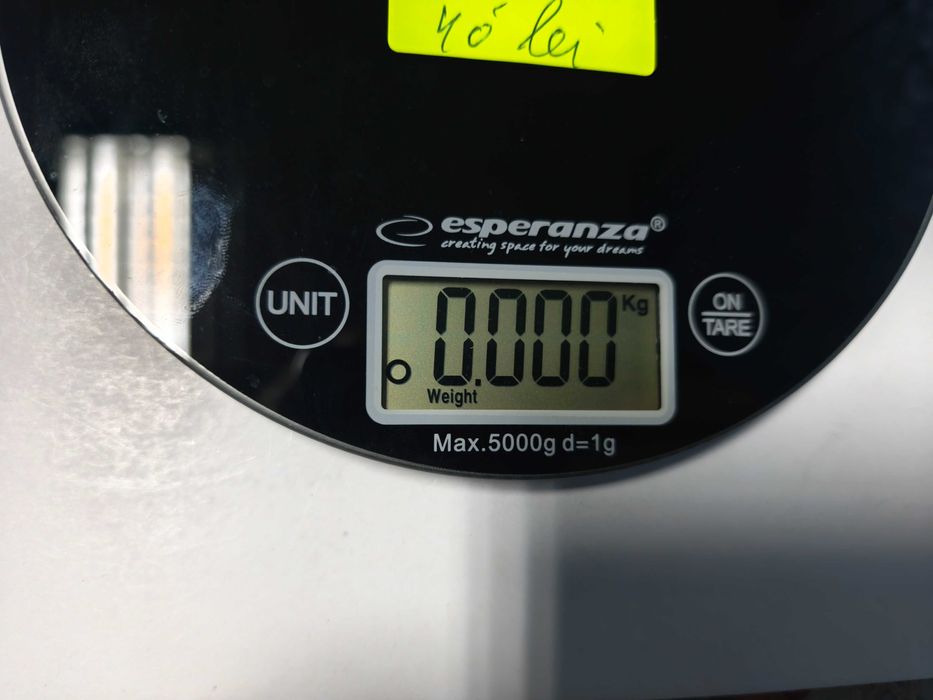 40 lei
esperanza®
creating space for your dreams
UNIT
0.000 Kg
Weight
ON
TARE
Max.5000g d=1g